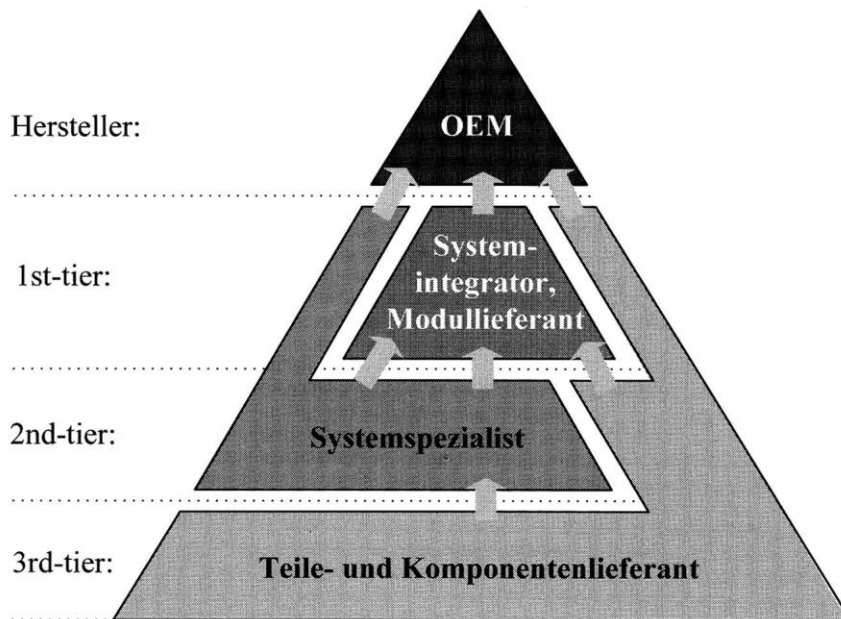 Hersteller:
OEM
1st-tier:
System-
integrator,
Modullieferant
2nd-tier:
Systemspezialist
3rd-tier:
Teile- und Komponentenlieferant